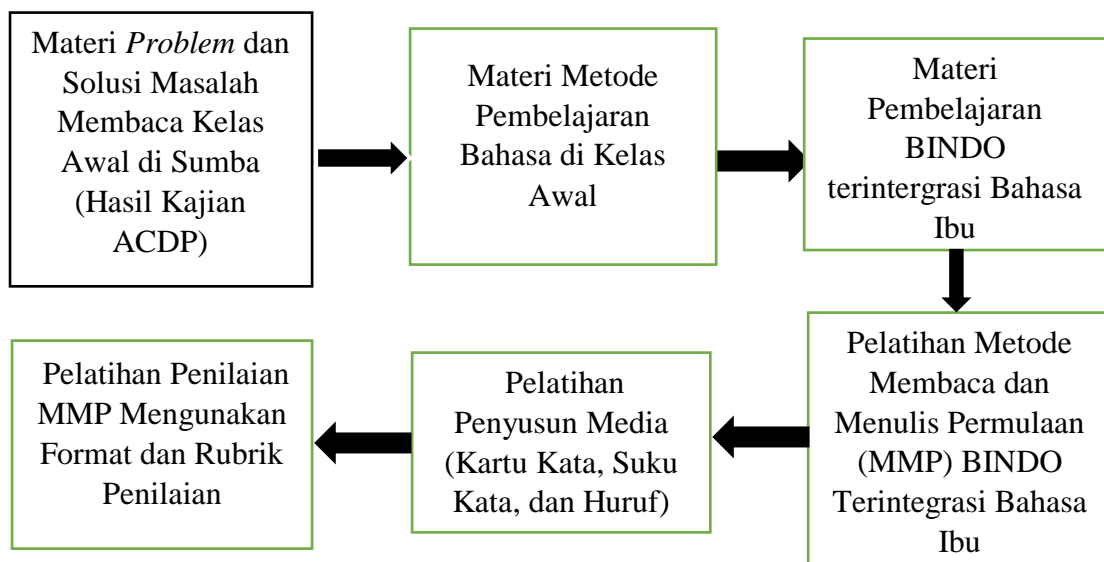 Materi Problem dan
Solusi Masalah
Membaca Kelas
Awal di Sumba
(Hasil Kajian
ACDP)
Materi Metode
Pembelajaran
Bahasa di Kelas
Awal
Materi
Pembelajaran
BINDO
terintergrasi Bahasa
Ibu
Pelatihan Metode
Membaca dan
Menulis Permulaan
(MMP) BINDO
Terintegrasi Bahasa
Ibu
Pelatihan
Penyusun Media
(Kartu Kata, Suku
Kata, dan Huruf)
Pelatihan Penilaian
MMP Mengunakan
Format dan Rubrik
Penilaian